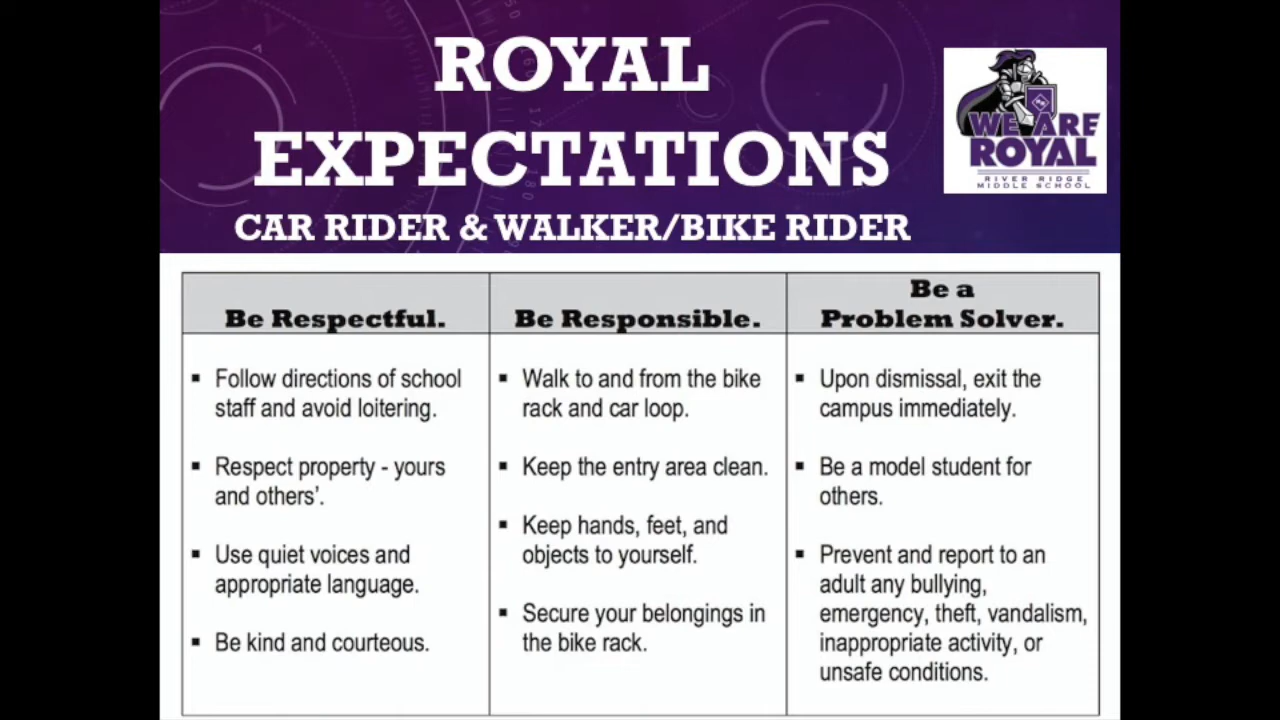 ROYAL
EXPECTATIONS
CAR RIDER & WALKER/BIKE RIDER
WE ARE
ROYAL
RIVER RIDGE
MIDDLE SCHOOL
Be Respectful.
▪ Follow directions of school
staff and avoid loitering.
▪ Respect property - yours
and others'.
▪ Use quiet voices and
appropriate language.
▪ Be kind and courteous.
Be Responsible.
▪ Walk to and from the bike
rack and car loop.
▪ Keep the entry area clean.
▪ Keep hands, feet, and
objects to yourself.
▪ Secure your belongings in
the bike rack.
Be a
Problem Solver.
▪ Upon dismissal, exit the
campus immediately.
▪ Be a model student for
others.
▪ Prevent and report to an
adult any bullying,
emergency, theft, vandalism,
inappropriate activity, or
unsafe conditions.